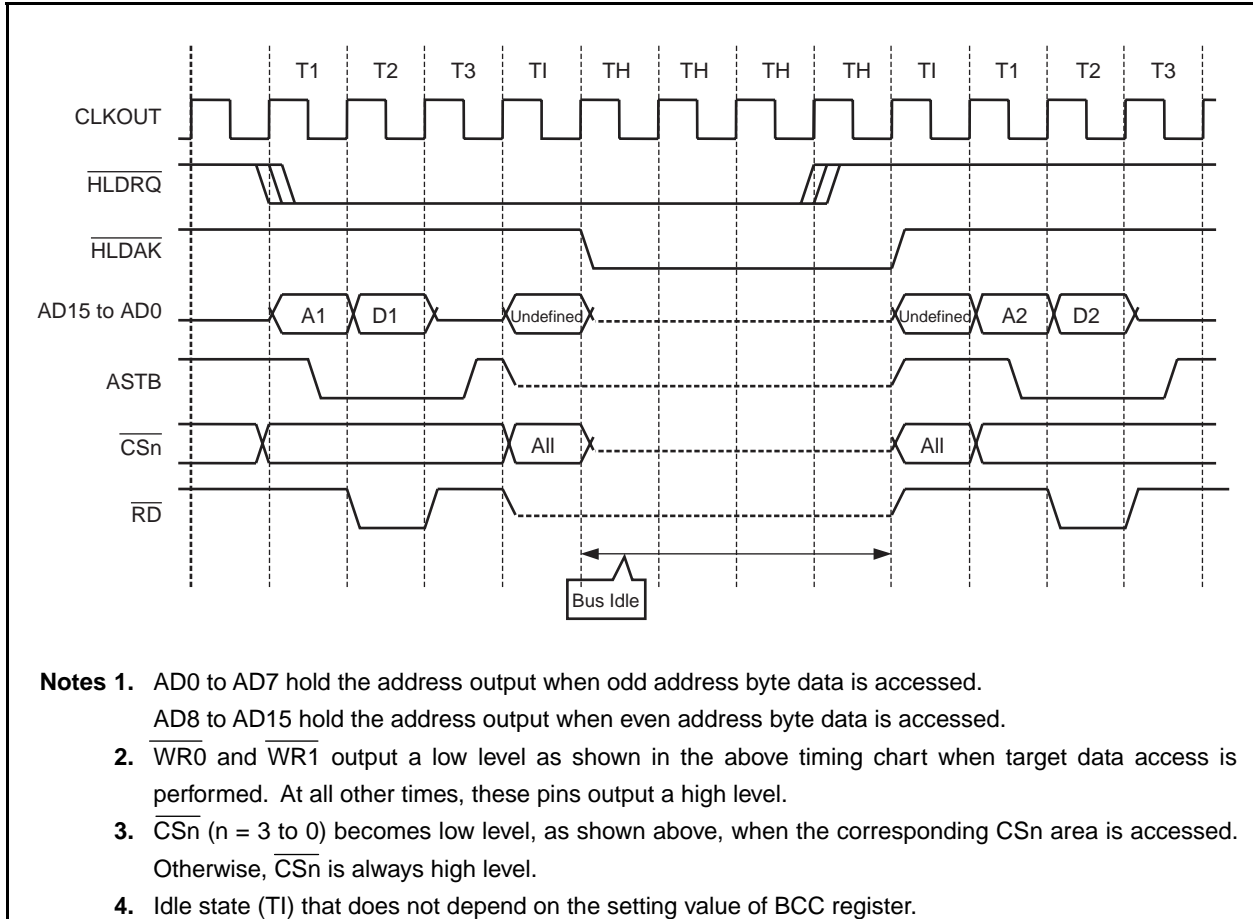 T1 T2 T3 TI TH TH TH TH TI T1 T2 T3
CLKOUT
HLDRQ
HLDAK
AD15 to AD0 A1 D1 Undefined Undefined A2 D2
ASTB
CSn All All
RD
Bus Idle
Notes 1. AD0 to AD7 hold the address output when odd address byte data is accessed.
AD8 to AD15 hold the address output when even address byte data is accessed.
2. WR0 and WR1 output a low level as shown in the above timing chart when target data access is
performed. At all other times, these pins output a high level.
3. CSn (n = 3 to 0) becomes low level, as shown above, when the corresponding CSn area is accessed.
Otherwise, CSn is always high level.
4. Idle state (TI) that does not depend on the setting value of BCC register.